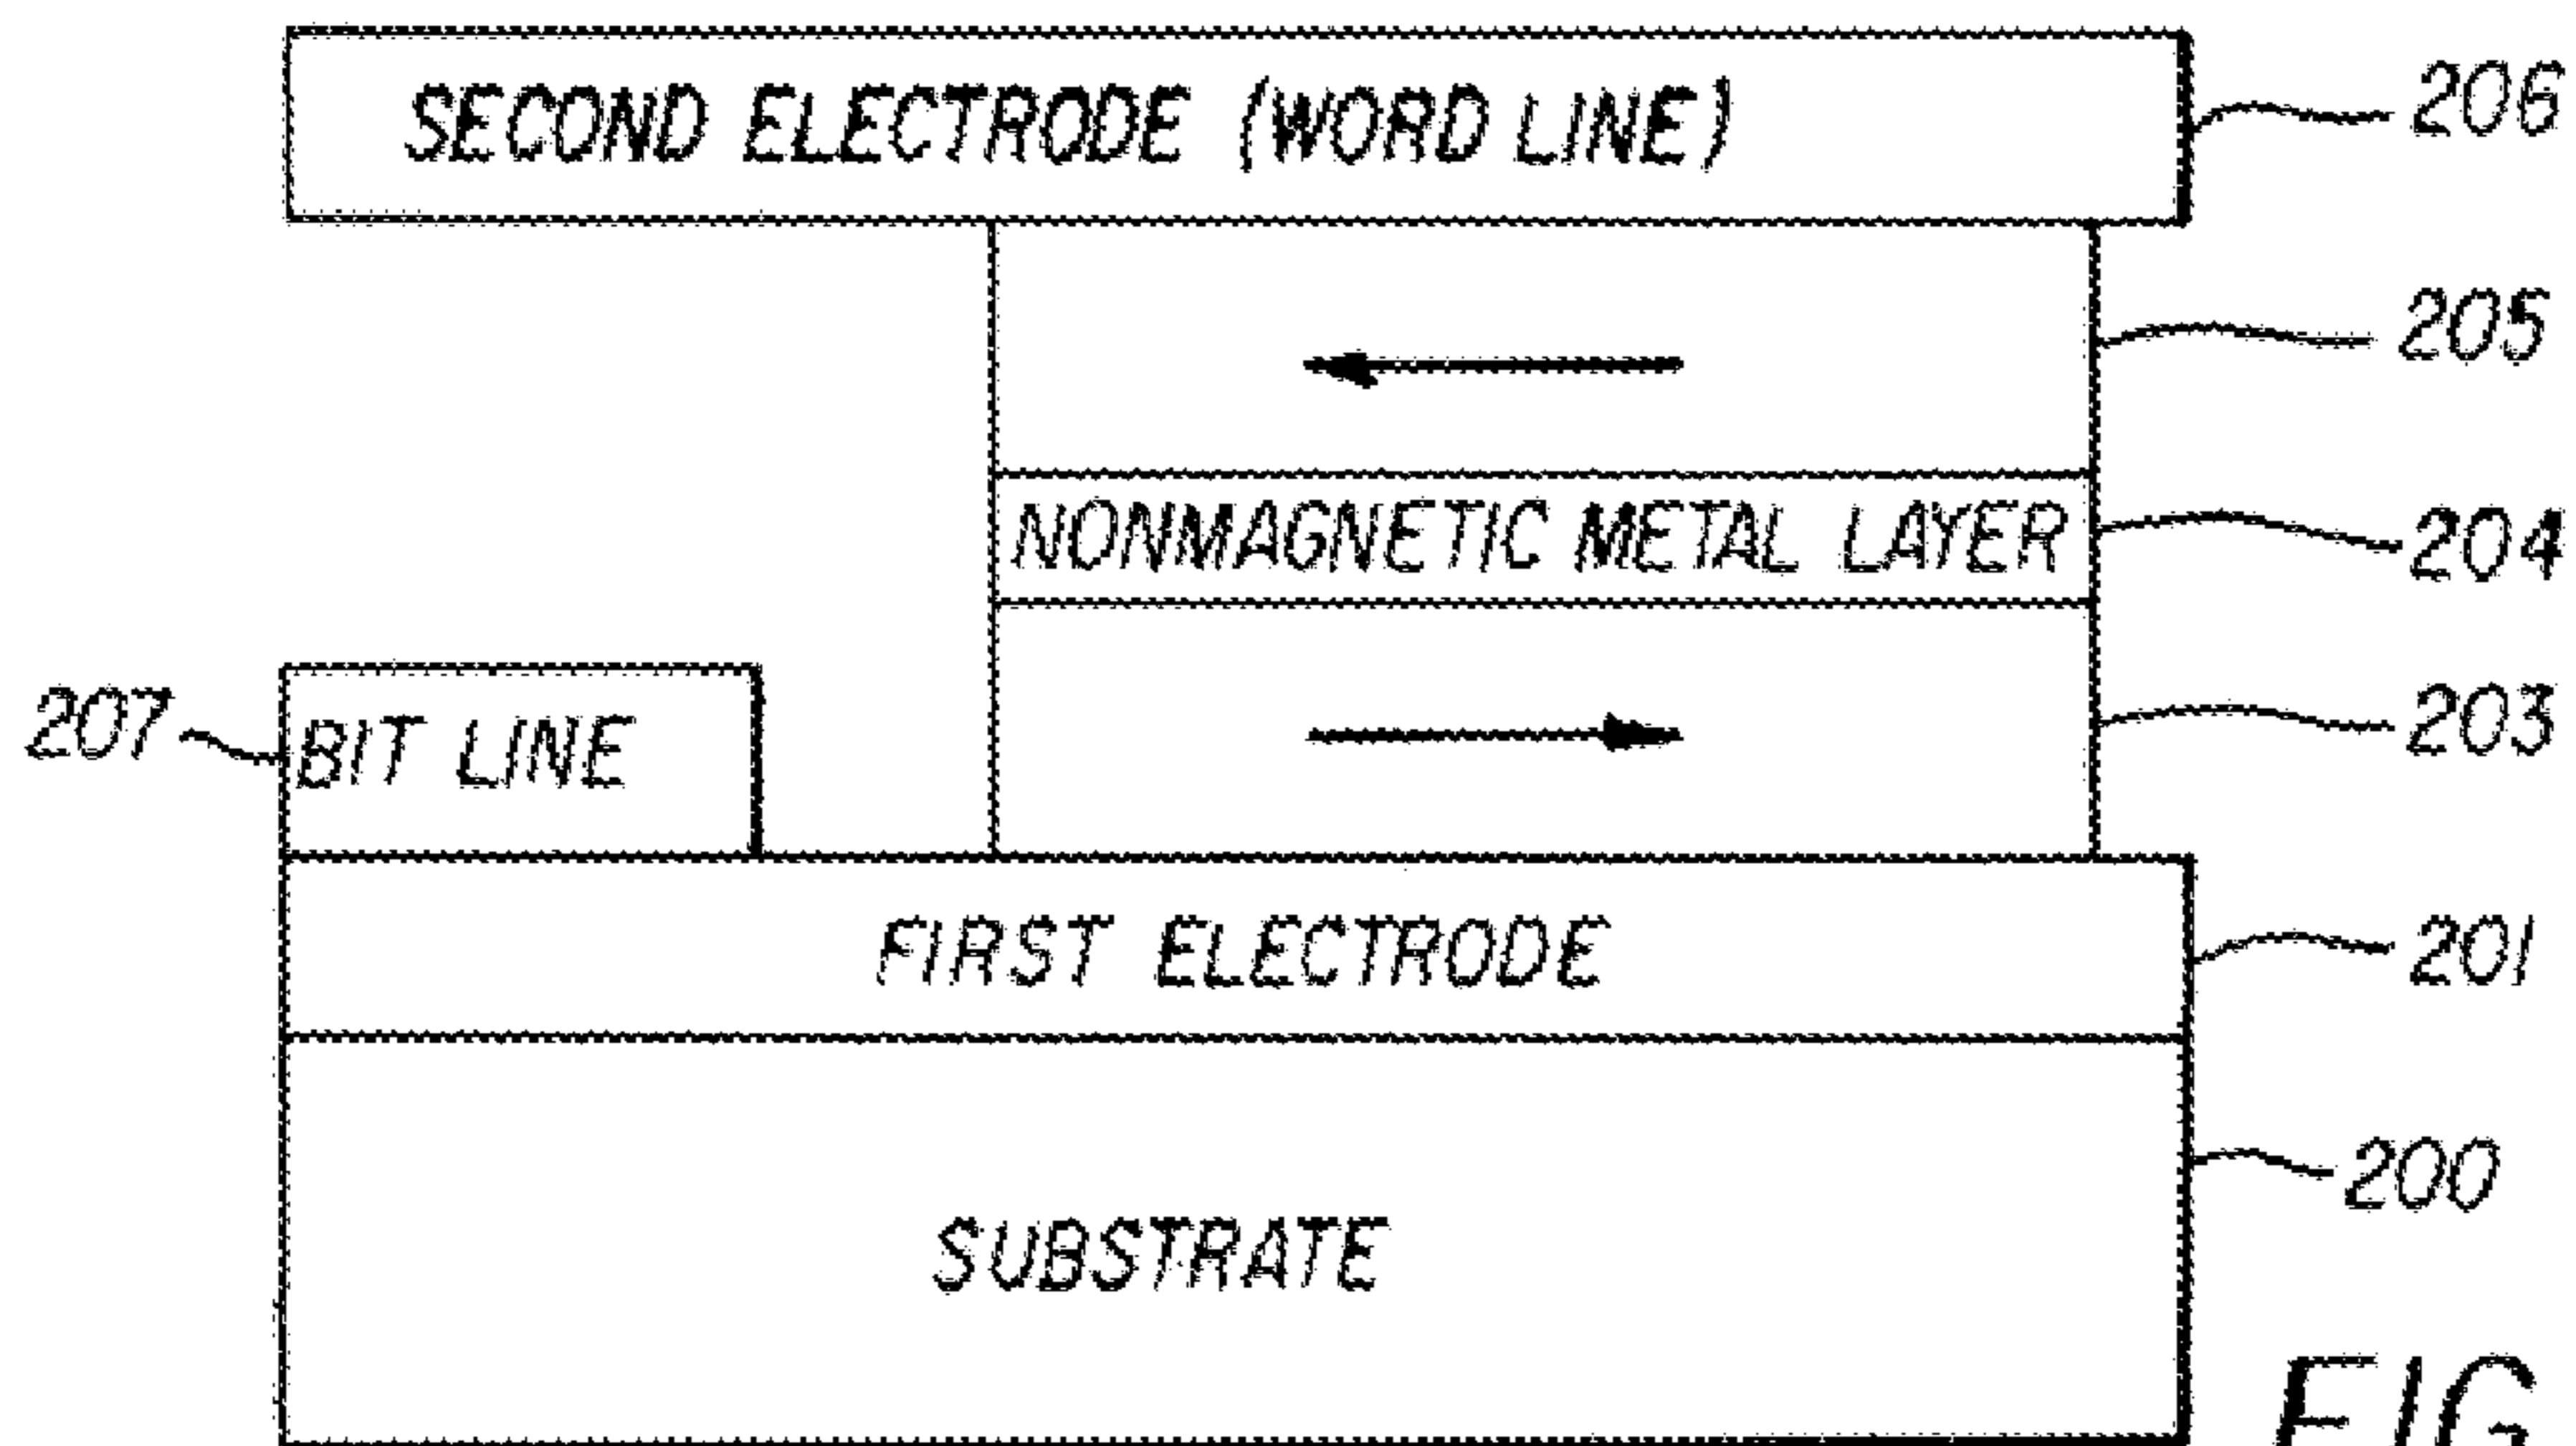 SECOND ELECTRODE (WORD LINE)
206
205
NONMAGNETIC METAL LAYER
204
207
BIT LINE
203
FIRST ELECTRODE
201
200
SUBSTRATE
FIG